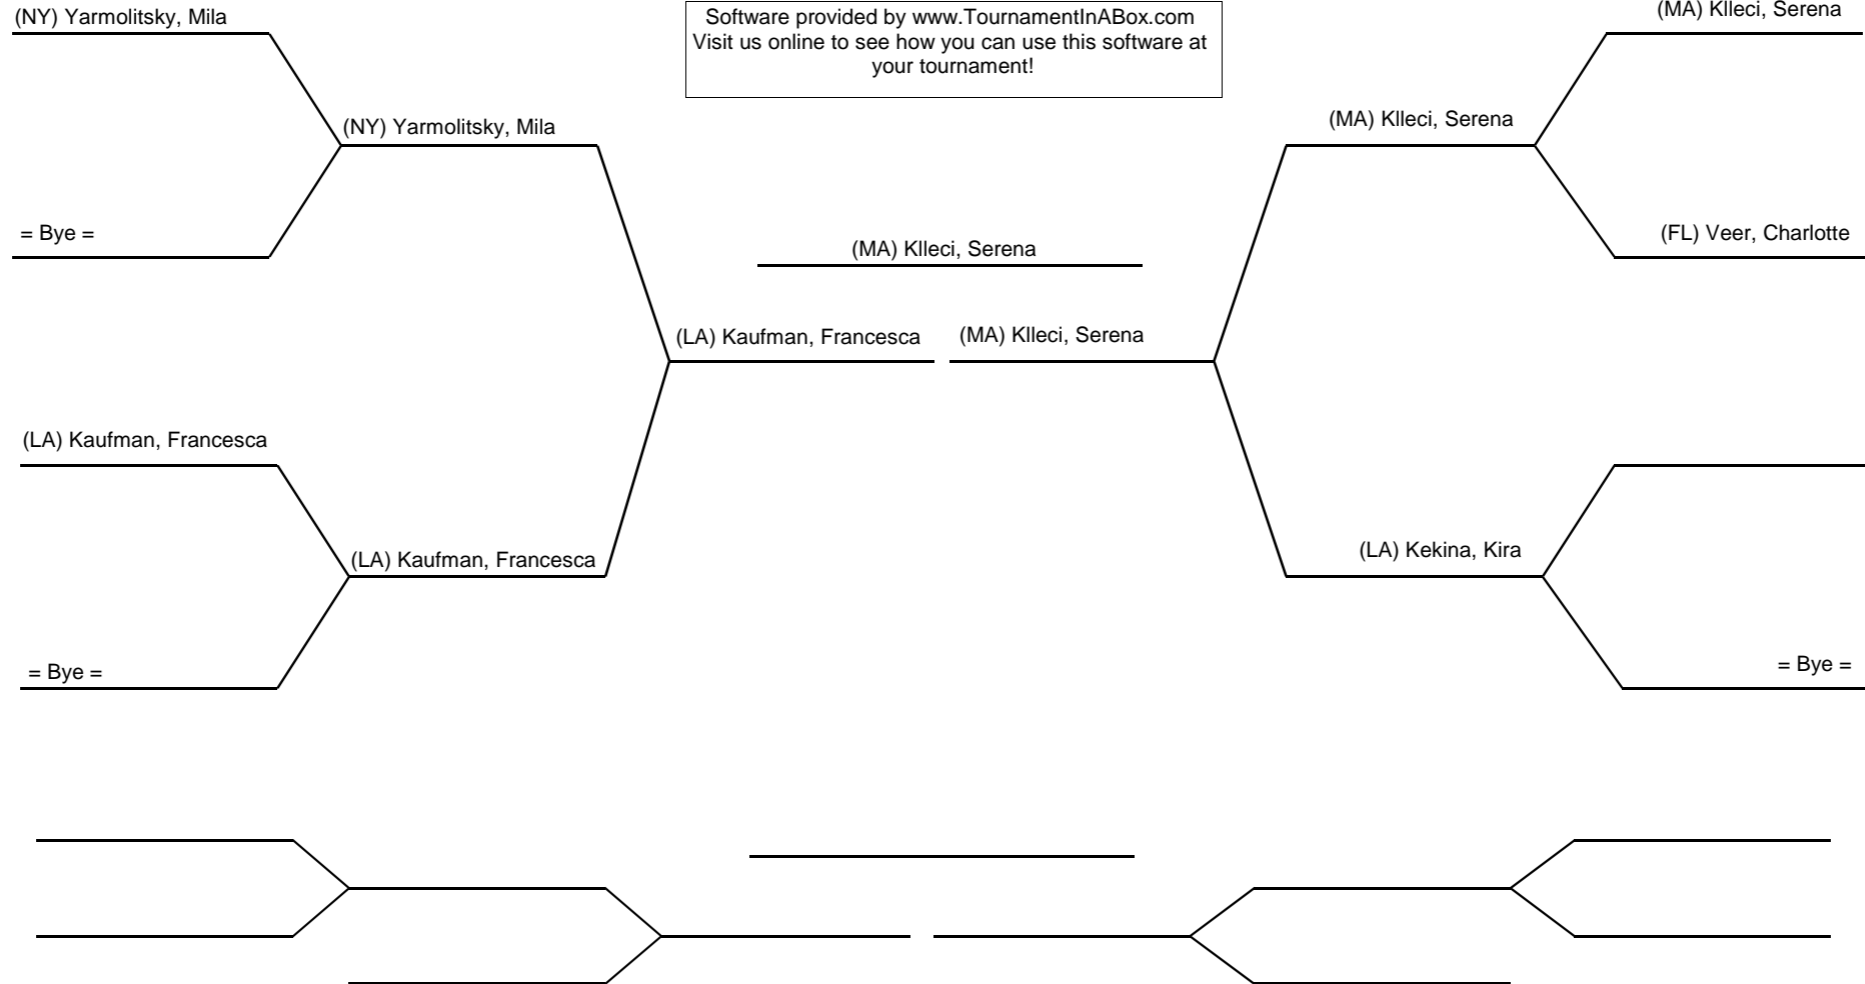 (NY) Yarmolitsky, Mila
Software provided by www.TournamentInABox.com
Visit us online to see how you can use this software at
your tournament!
(MA) Klleci, Serena
(NY) Yarmolitsky, Mila
(MA) Klleci, Serena
= Bye =
(MA) Klleci, Serena
(FL) Veer, Charlotte
(LA) Kaufman, Francesca
(MA) Klleci, Serena
(LA) Kaufman, Francesca
(LA) Kaufman, Francesca
(LA) Kekina, Kira
= Bye =
= Bye =